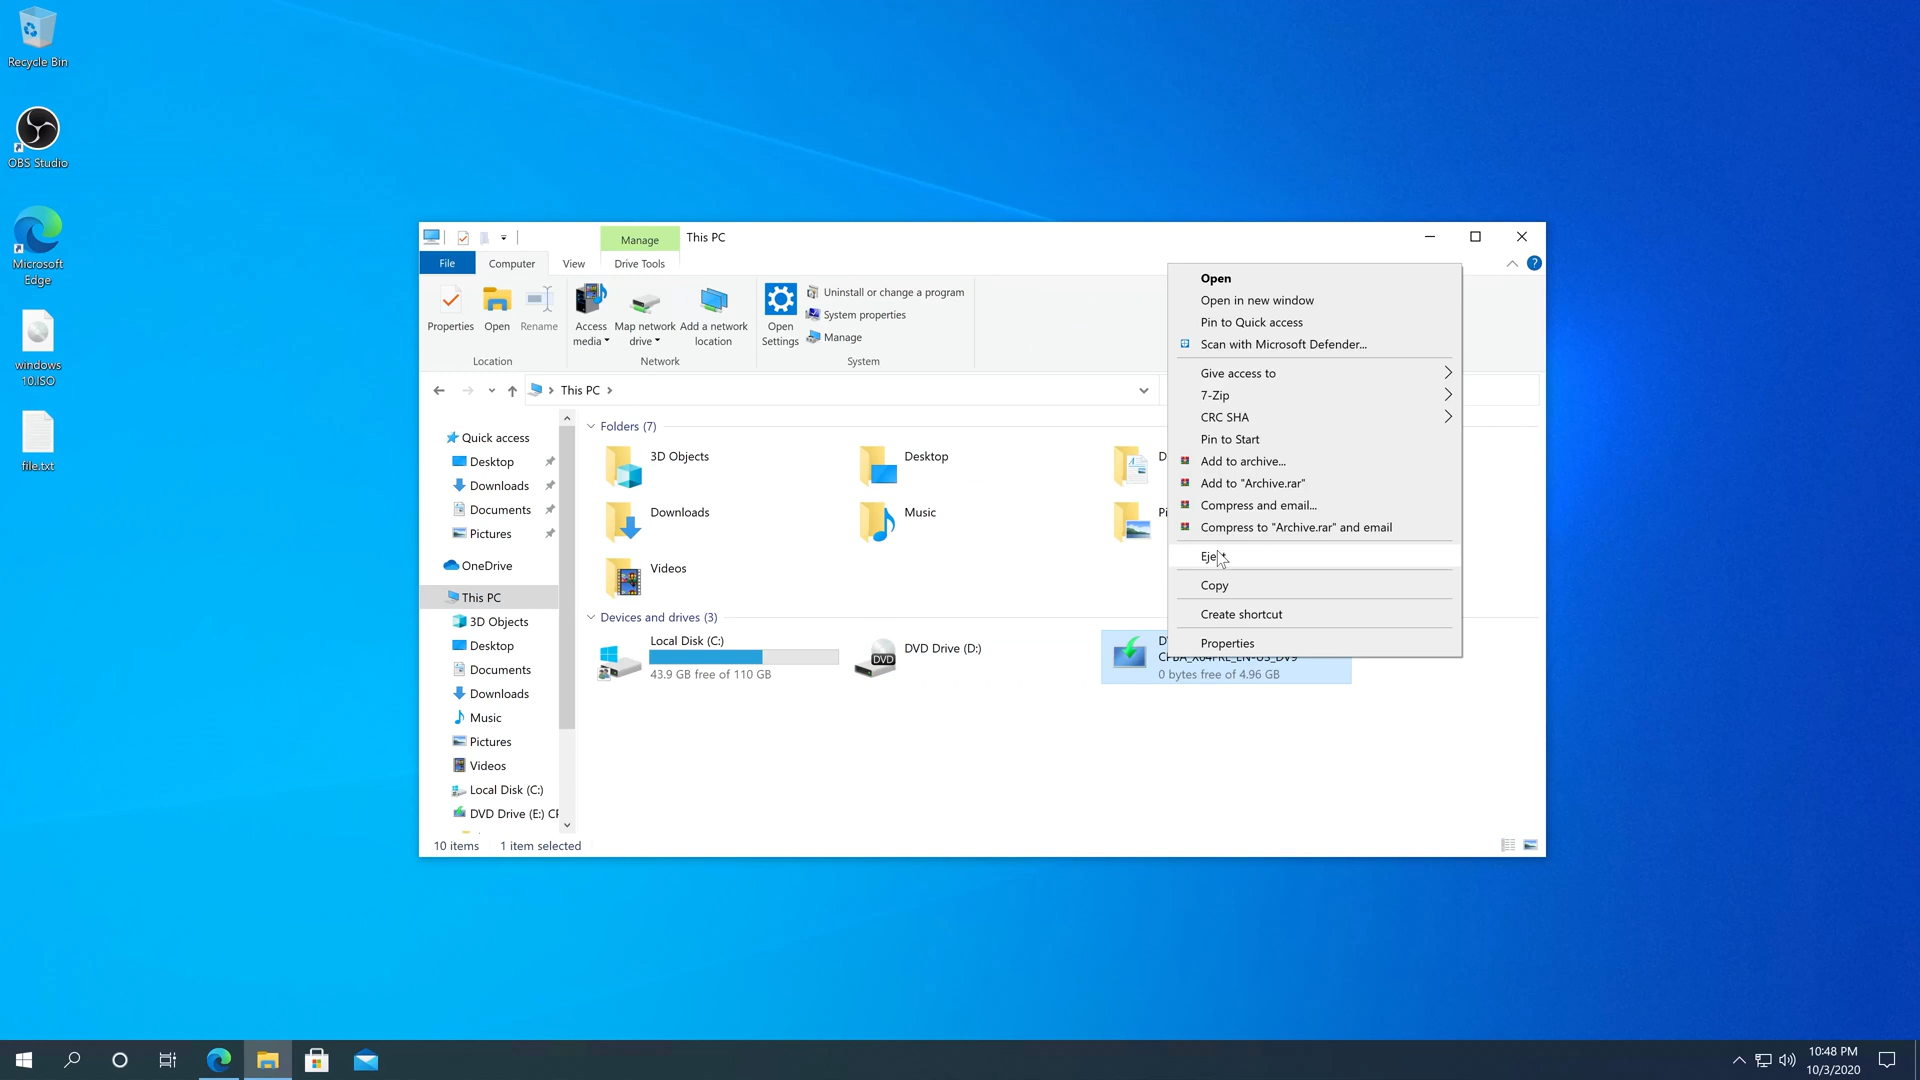 Recycle Bin
OBS Studio
Microsoft
Edge
windows
10.ISO
file.txt
Manage
This PC
File
Computer
View
Drive Tools
Properties
Open
Rename
Access
media
Map network
drive
Add a network
location
Open
Settings
Uninstall or change a program
System properties
Manage
Location
Network
System
This PC
Quick access
Desktop
Downloads
Documents
Pictures
OneDrive
This PC
3D Objects
Desktop
Documents
Downloads
Music
Pictures
Videos
Local Disk (C:)
DVD Drive (E:)
Folders (7)
3D Objects
Desktop
Downloads
Music
Videos
Devices and drives (3)
Local Disk (C:)
43.9 GB free of 110 GB
DVD
DVD Drive (D:)
CPBA_X64FRE_EN-US_DV9
0 bytes free of 4.96 GB
10 items
1 item selected
Open
Open in new window
Pin to Quick access
Scan with Microsoft Defender...
Give access to
7-Zip
CRC SHA
Pin to Start
Add to archive...
Add to "Archive.rar"
Compress and email...
Compress to "Archive.rar" and email
Eject
Copy
Create shortcut
Properties
10:48 PM
10/3/2020